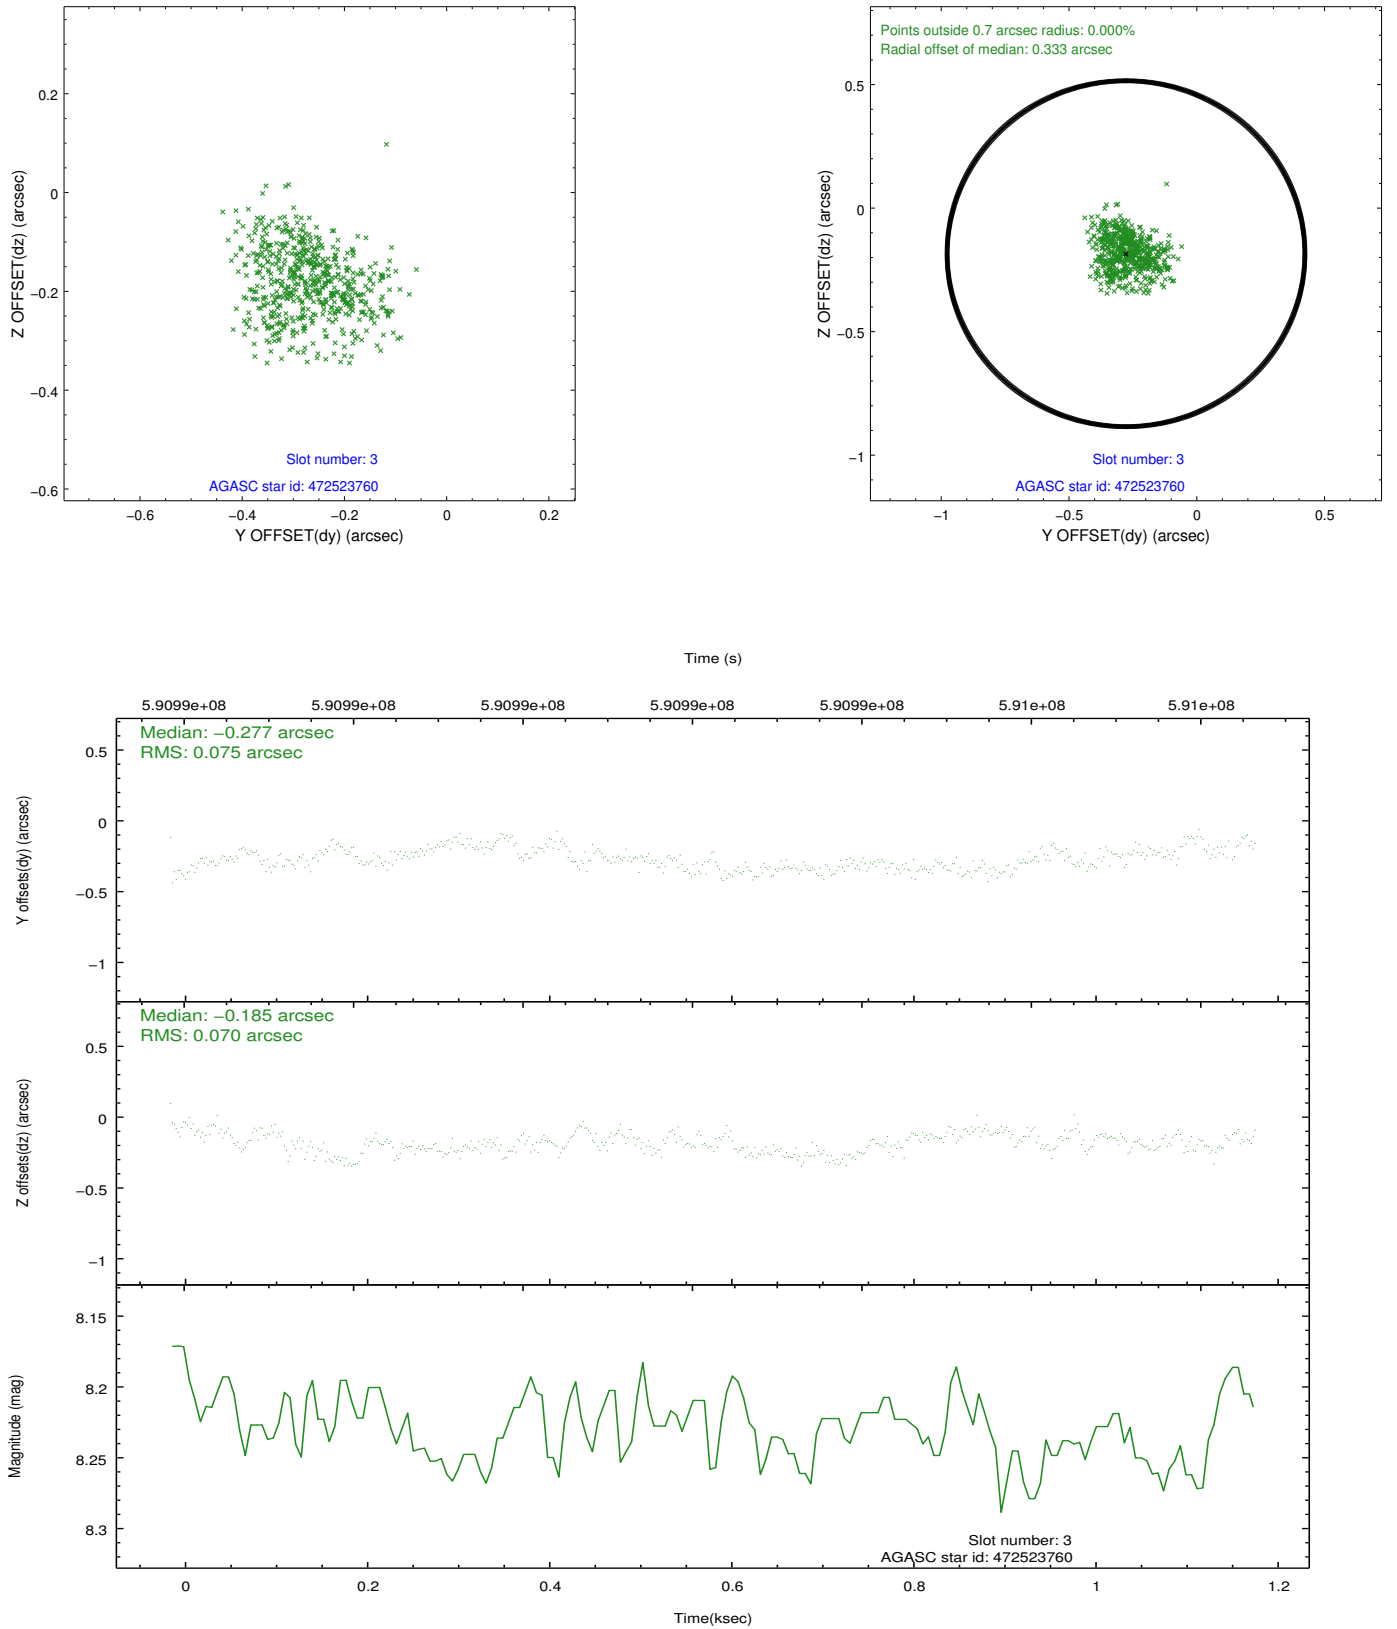 Points outside 0.7 arcsec radius: 0.000%
Radial offset of median: 0.333 arcsec
0.2
0
−0.2
−0.4
−0.6
Z OFFSET(dz) (arcsec)
Slot number: 3
AGASC star id: 472523760
−0.6
−0.4
−0.2
0
0.2
Y OFFSET(dy) (arcsec)
0.5
0
−0.5
−1
Z OFFSET(dz) (arcsec)
Slot number: 3
AGASC star id: 472523760
−1
−0.5
0
0.5
Y OFFSET(dy) (arcsec)
Time (s)
5.9099e+08
5.9099e+08
5.9099e+08
5.9099e+08
5.9099e+08
5.91e+08
5.91e+08
Median: −0.277 arcsec
RMS: 0.075 arcsec
0.5
0
−0.5
−1
Y offsets(dy) (arcsec)
Median: −0.185 arcsec
RMS: 0.070 arcsec
0.5
0
−0.5
−1
Z offsets(dz) (arcsec)
8.15
8.2
8.25
8.3
Magnitude (mag)
Slot number: 3
AGASC star id: 472523760
0
0.2
0.4
0.6
0.8
1
1.2
Time(ksec)